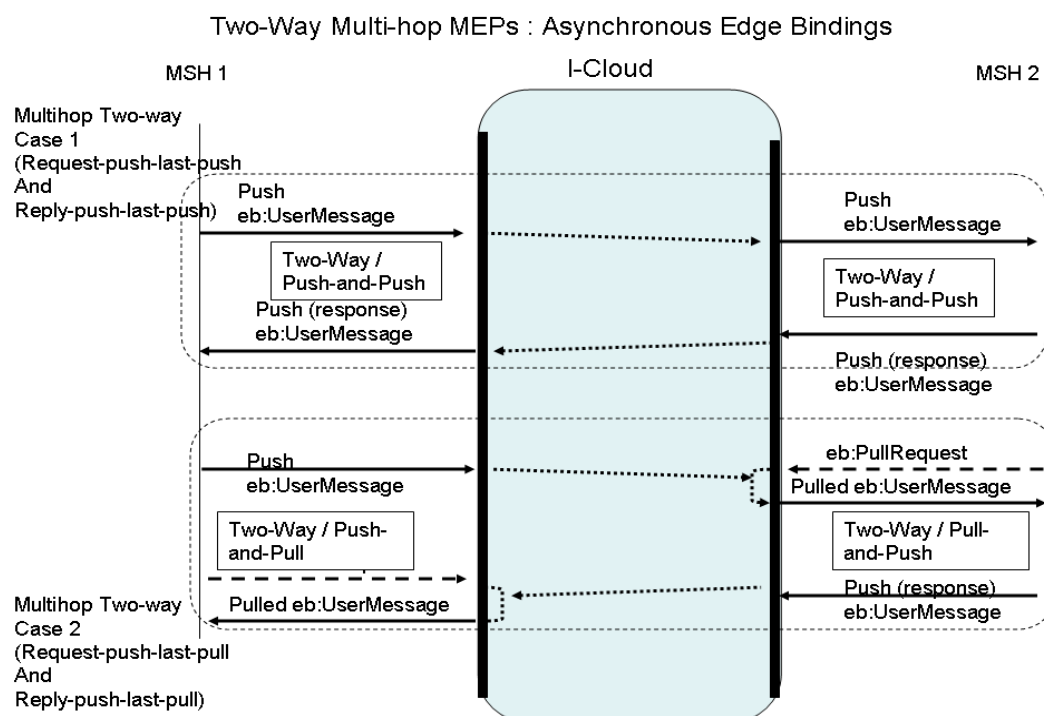 Two-Way Multi-hop MEPs : Asynchronous Edge Bindings
MSH 1
I-Cloud
MSH 2
Multihop Two-way
Case 1
(Request-push-last-push
And
Reply-push-last-push)
Push
eb:UserMessage
Push
eb:UserMessage
Two-Way /
Push-and-Push
Two-Way /
Push-and-Push
Push (response)
eb:UserMessage
Push (response)
eb:UserMessage
Push
eb:UserMessage
eb:PullRequest
Pulled eb:UserMessage
Two-Way / Push-
and-Pull
Two-Way / Pull-
and-Push
Pulled eb:UserMessage
Push (response)
eb:UserMessage
Multihop Two-way
Case 2
(Request-push-last-pull
And
Reply-push-last-pull)